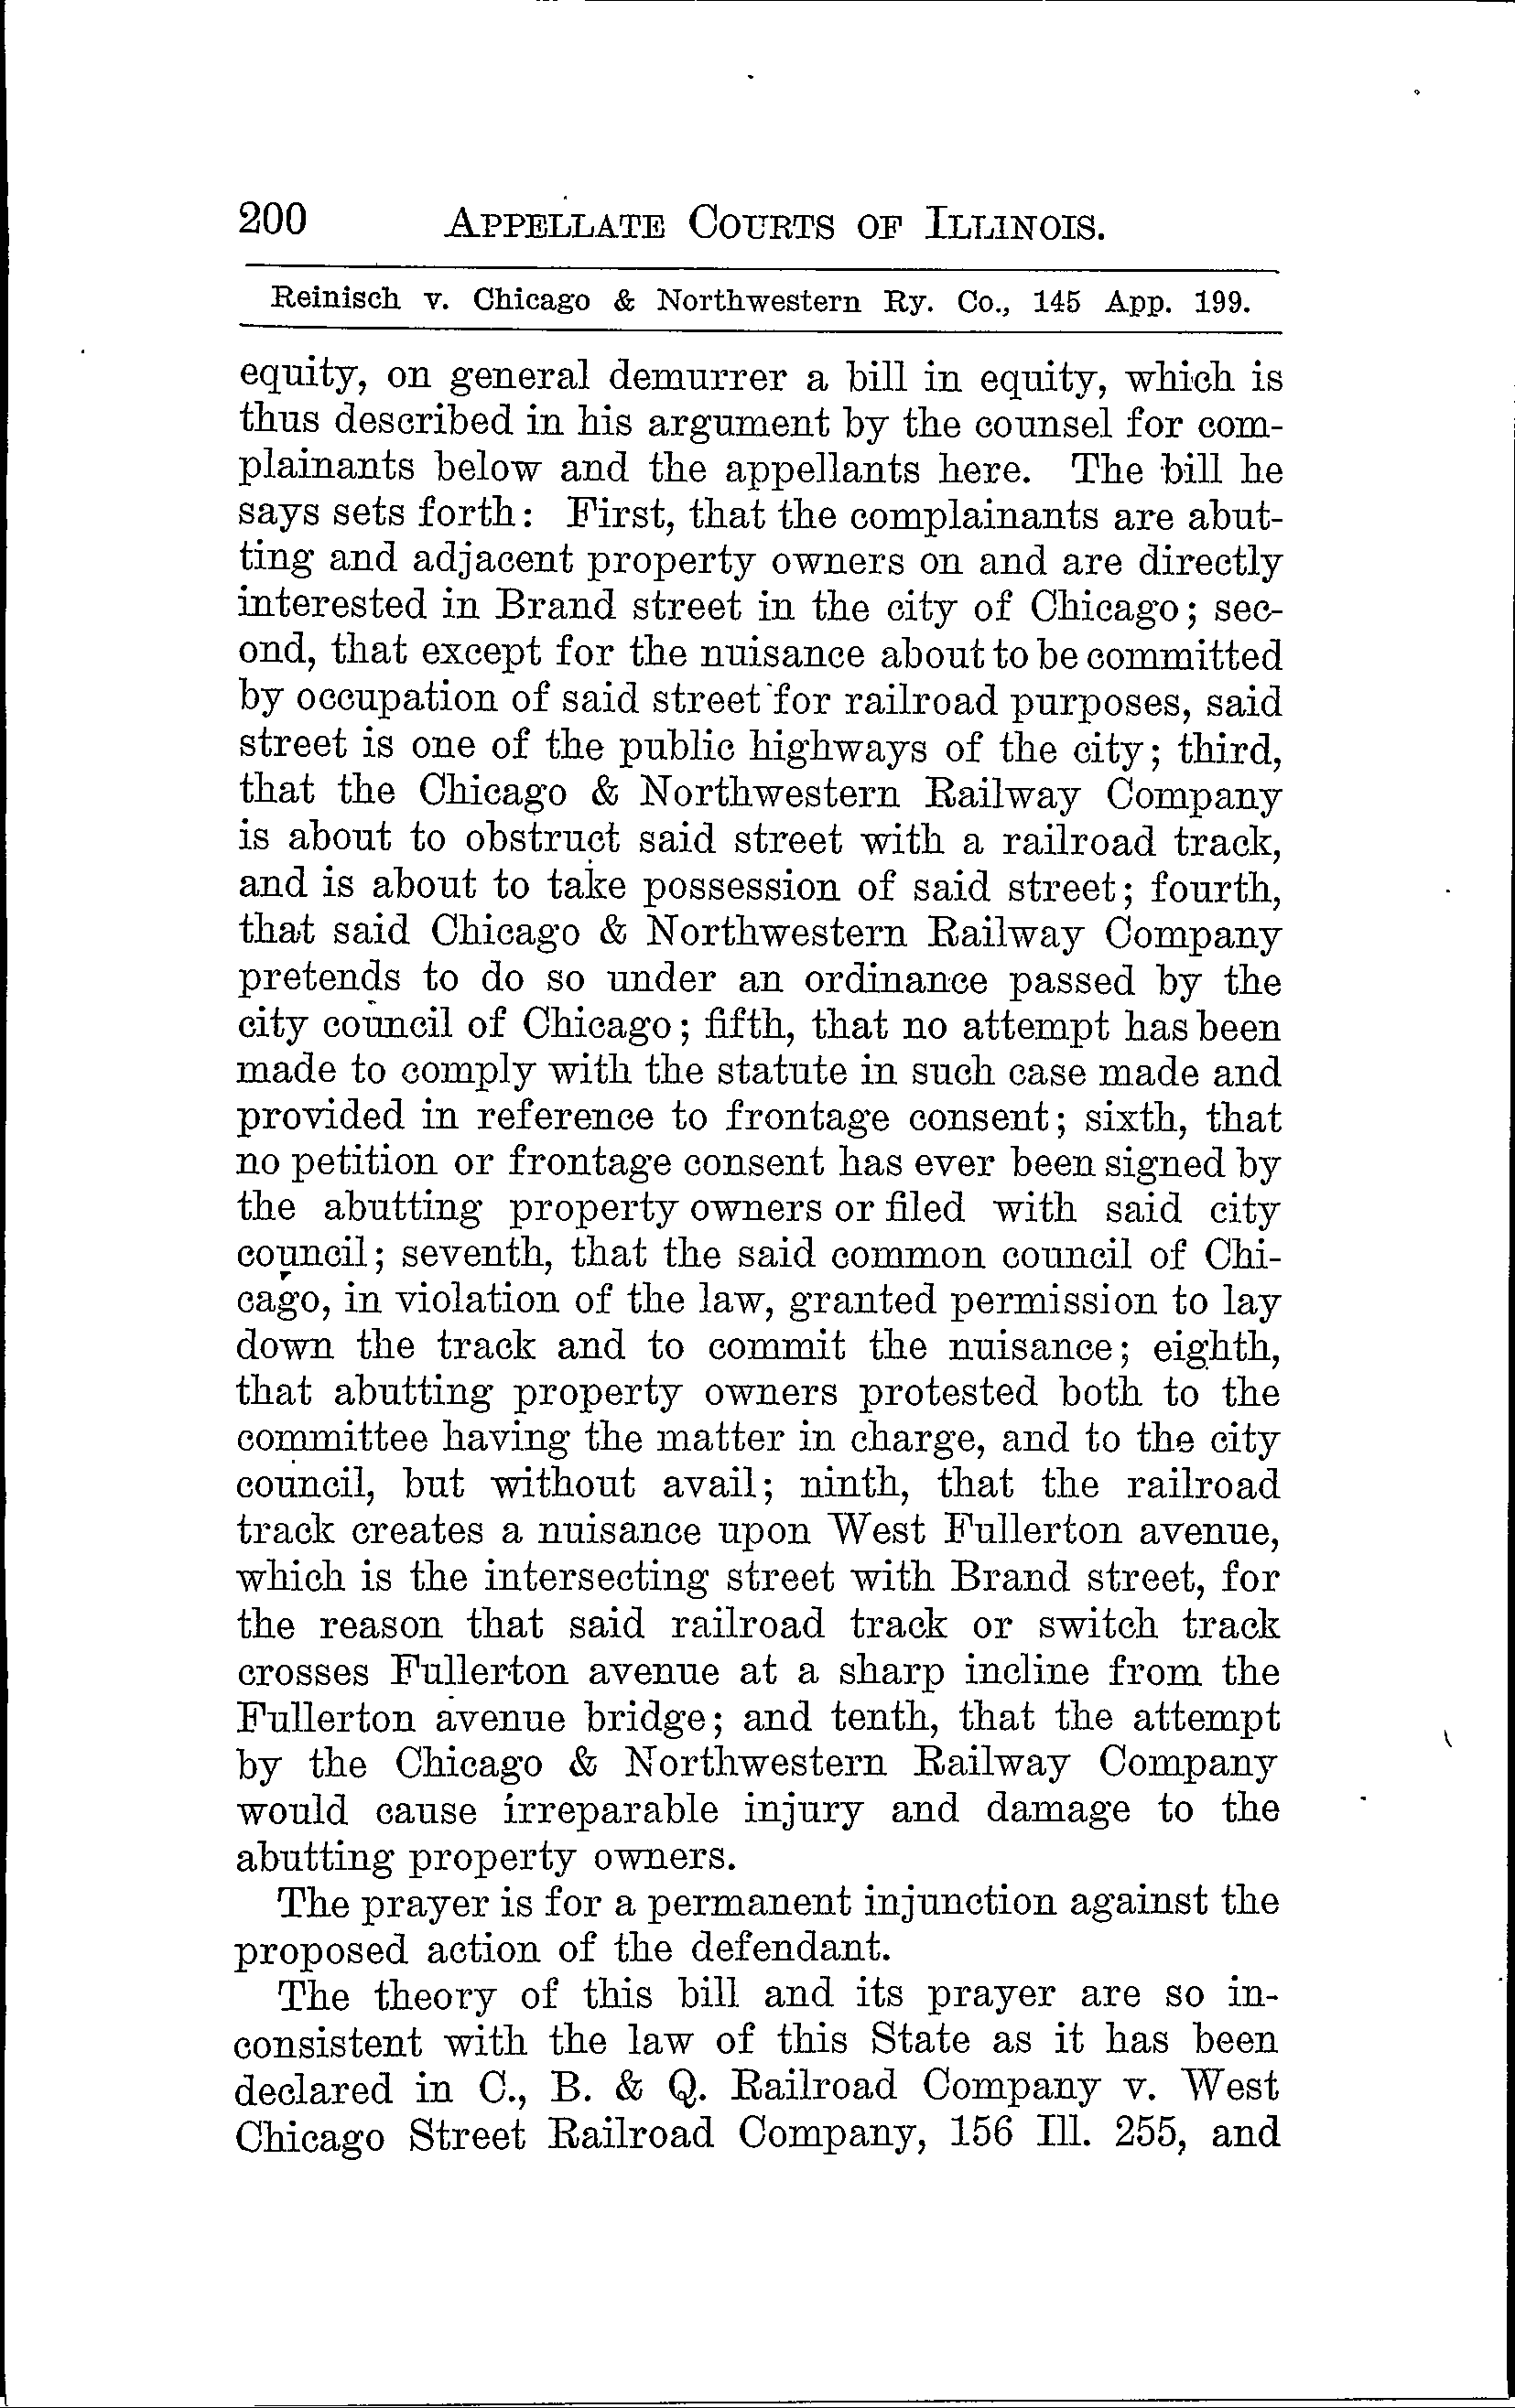 200 APPELLATE COURTS OF ILLINOIS.
Reinisch v. Chicago & Northwestern Ry. Co., 145 App. 199.
equity, on general demurrer a bill in equity, which is
thus described in his argument by the counsel for com-
plainants below and the appellants here. The bill he
says sets forth: First, that the complainants are abut-
ting and adjacent property owners on and are directly
interested in Brand street in the city of Chicago; sec-
ond, that except for the nuisance about to be committed
by occupation of said street for railroad purposes, said
street is one of the public highways of the city; third,
that the Chicago & Northwestern Railway Company
is about to obstruct said street with a railroad track,
and is about to take possession of said street; fourth,
that said Chicago & Northwestern Railway Company
pretends to do so under an ordinance passed by the
city council of Chicago; fifth, that no attempt has been
made to comply with the statute in such case made and
provided in reference to frontage consent; sixth, that
no petition or frontage consent has ever been signed by
the abutting property owners or filed with said city
council; seventh, that the said common council of Chi-
cago, in violation of the law, granted permission to lay
down the track and to commit the nuisance; eighth,
that abutting property owners protested both to the
committee having the matter in charge, and to the city
council, but without avail; ninth, that the railroad
track creates a nuisance upon West Fullerton avenue,
which is the intersecting street with Brand street, for
the reason that said railroad track or switch track
crosses Fullerton avenue at a sharp incline from the
Fullerton avenue bridge; and tenth, that the attempt
by the Chicago & Northwestern Railway Company
would cause irreparable injury and damage to the
abutting property owners.
The prayer is for a permanent injunction against the
proposed action of the defendant.
The theory of this bill and its prayer are so in-
consistent with the law of this State as it has been
declared in C., B. & Q. Railroad Company v. West
Chicago Street Railroad Company, 156 Ill. 255, and